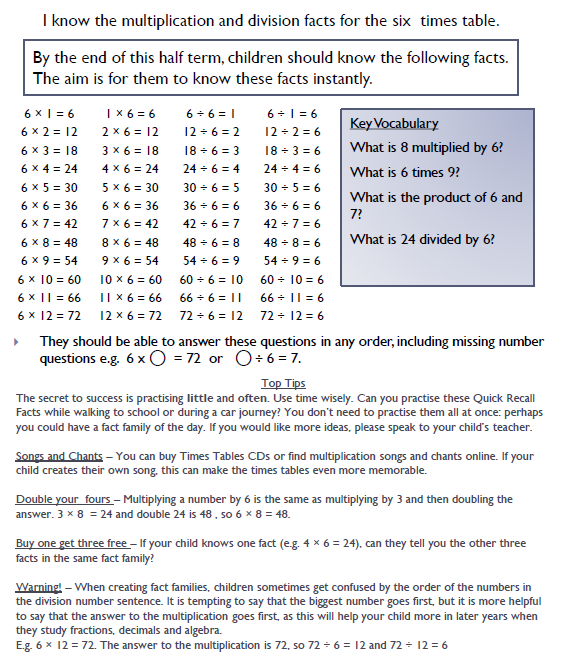 I know the multiplication and division facts for the six times table.
By the end of this half term, children should know the following facts.
The aim is for them to know these facts instantly.
6 × 1 = 6 1 × 6 = 6 6 ÷ 6 = 1 6 ÷ 1 = 6
6 × 2 = 12 2 × 6 = 12 12 ÷ 6 = 2 12 ÷ 2 = 6
6 × 3 = 18 3 × 6 = 18 18 ÷ 6 = 3 18 ÷ 3 = 6
6 × 4 = 24 4 × 6 = 24 24 ÷ 6 = 4 24 ÷ 4 = 6
6 × 5 = 30 5 × 6 = 30 30 ÷ 6 = 5 30 ÷ 5 = 6
6 × 6 = 36 6 × 6 = 36 36 ÷ 6 = 6 36 ÷ 6 = 6
6 × 7 = 42 7 × 6 = 42 42 ÷ 6 = 7 42 ÷ 7 = 6
6 × 8 = 48 8 × 6 = 48 48 ÷ 6 = 8 48 ÷ 8 = 6
6 × 9 = 54 9 × 6 = 54 54 ÷ 6 = 9 54 ÷ 9 = 6
6 × 10 = 60 10 × 6 = 60 60 ÷ 6 = 10 60 ÷ 10 = 6
6 × 11 = 66 11 × 6 = 66 66 ÷ 6 = 11 66 ÷ 11 = 6
6 × 12 = 72 12 × 6 = 72 72 ÷ 6 = 12 72 ÷ 12 = 6
Key Vocabulary
What is 8 multiplied by 6?
What is 6 times 9?
What is the product of 6 and
7?
What is 24 divided by 6?
They should be able to answer these questions in any order, including missing number
questions e.g. 6 x ◯ = 72 or ◯ ÷ 6 = 7.
Top Tips
The secret to success is practising little and often. Use time wisely. Can you practise these Quick Recall
Facts while walking to school or during a car journey? You don't need to practise them all at once: perhaps
you could have a fact family of the day. If you would like more ideas, please speak to your child's teacher.
Songs and Chants – You can buy Times Tables CDs or find multiplication songs and chants online. If your
child creates their own song, this can make the times tables even more memorable.
Double your fours – Multiplying a number by 6 is the same as multiplying by 3 and then doubling the
answer. 3 × 8 = 24 and double 24 is 48 , so 6 × 8 = 48.
Buy one get three free – If your child knows one fact (e.g. 4 × 6 = 24), can they tell you the other three
facts in the same fact family?
Warning! – When creating fact families, children sometimes get confused by the order of the numbers in
the division number sentence. It is tempting to say that the biggest number goes first, but it is more helpful
to say that the answer to the multiplication goes first, as this will help your child more in later years when
they study fractions, decimals and algebra.
E.g. 6 × 12 = 72. The answer to the multiplication is 72, so 72 ÷ 6 = 12 and 72 ÷ 12 = 6